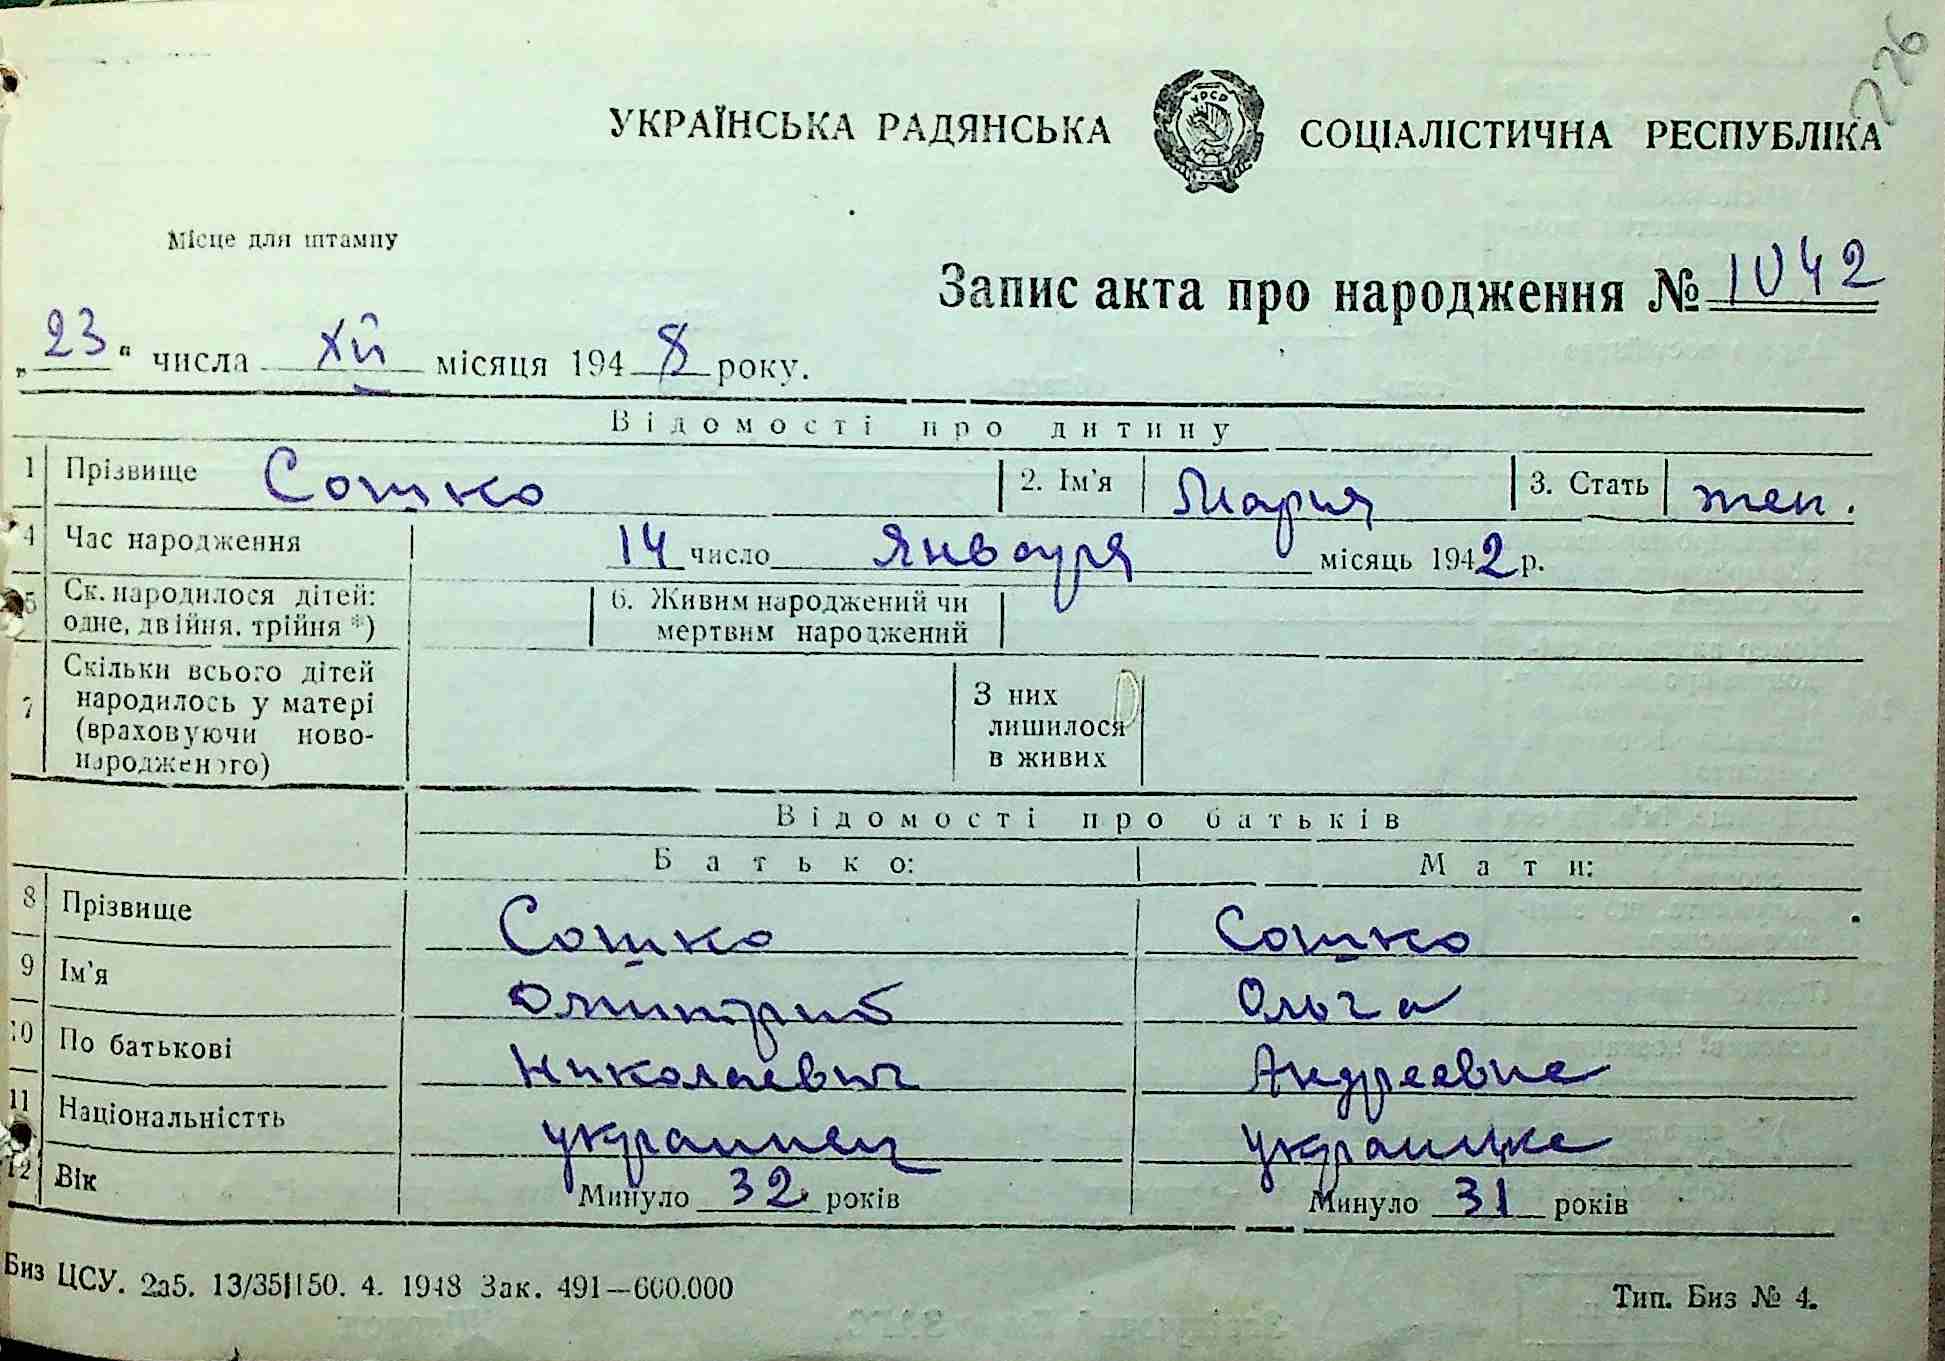 226
УКРАЇНСЬКА РАДЯНСЬКА СОЦІАЛІСТИЧНА РЕСПУБЛІКА
УРСР
Місце для штампу
Запис акта про народження № 1042
„23“ числа XII місяця 1948 року.
Відомості про дитину
1 Прізвище Сошко 2. Ім'я Мария 3. Стать жен.
4 Час народження 14 число Января місяць 1942 р.
5 Ск. народилося дітей: одне, двійня, трійня *) 6. Живим народжений чи мертвим народжений
7 Скільки всього дітей народилось у матері (враховуючи новонародженого) З них лишилося в живих
Відомості про батьків
Батько: Мати:
8 Прізвище Сошко Сошко
9 Ім'я Дмитрий Ольга
10 По батькові Николаевич Андреевна
11 Національністть украинец украинка
12 Вік Минуло 32 років Минуло 31 років
Биз ЦСУ. 2а5. 13/35|150. 4. 1948 Зак. 491—600.000 Тип. Биз № 4.